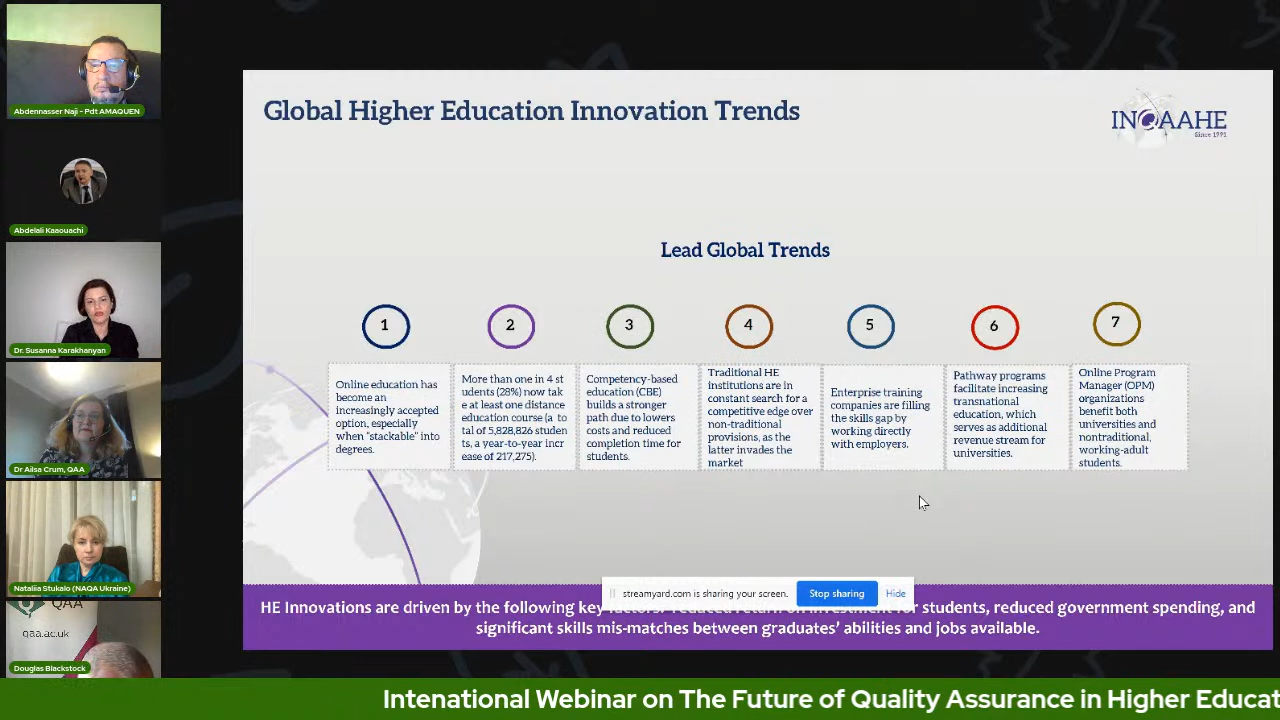 Abdennasser Naji - Pdt AMAQUEN
Abdelali Kaaouachi
Dr. Susanna Karakhanyan
Dr Ailsa Crum, QAA
Nataliia Stukalo (NAQA Ukraine)
QAA
qaa.ac.uk
Douglas Blackstock
Global Higher Education Innovation Trends
INQAAHE
Since 1991
Lead Global Trends
1
Online education has
become an
increasingly accepted
option, especially
when "stackable" into
degrees.
2
More than one in 4 st
udents (28%) now tak
e at least one distance
education course (a to
tal of 5,828,826 studen
ts, a year-to-year incr
ease of 217,275).
3
Competency-based
education (CBE)
builds a stronger
path due to lowers
costs and reduced
completion time for
students.
4
Traditional HE
institutions are in
constant search for a
competitive edge over
non-traditional
provisions, as the
latter invades the
market
5
Enterprise training
companies are filling
the skills gap by
working directly
with employers.
6
Pathway programs
facilitate increasing
transnational
education, which
serves as additional
revenue stream for
universities.
7
Online Program
Manager (OPM)
organizations
benefit both
universities and
nontraditional,
working-adult
students.
streamyard.com is sharing your screen. Stop sharing Hide
HE Innovations are driven by the following key factors: reduced return on investment for students, reduced government spending, and
significant skills mis-matches between graduates' abilities and jobs available.
Intenational Webinar on The Future of Quality Assurance in Higher Educat